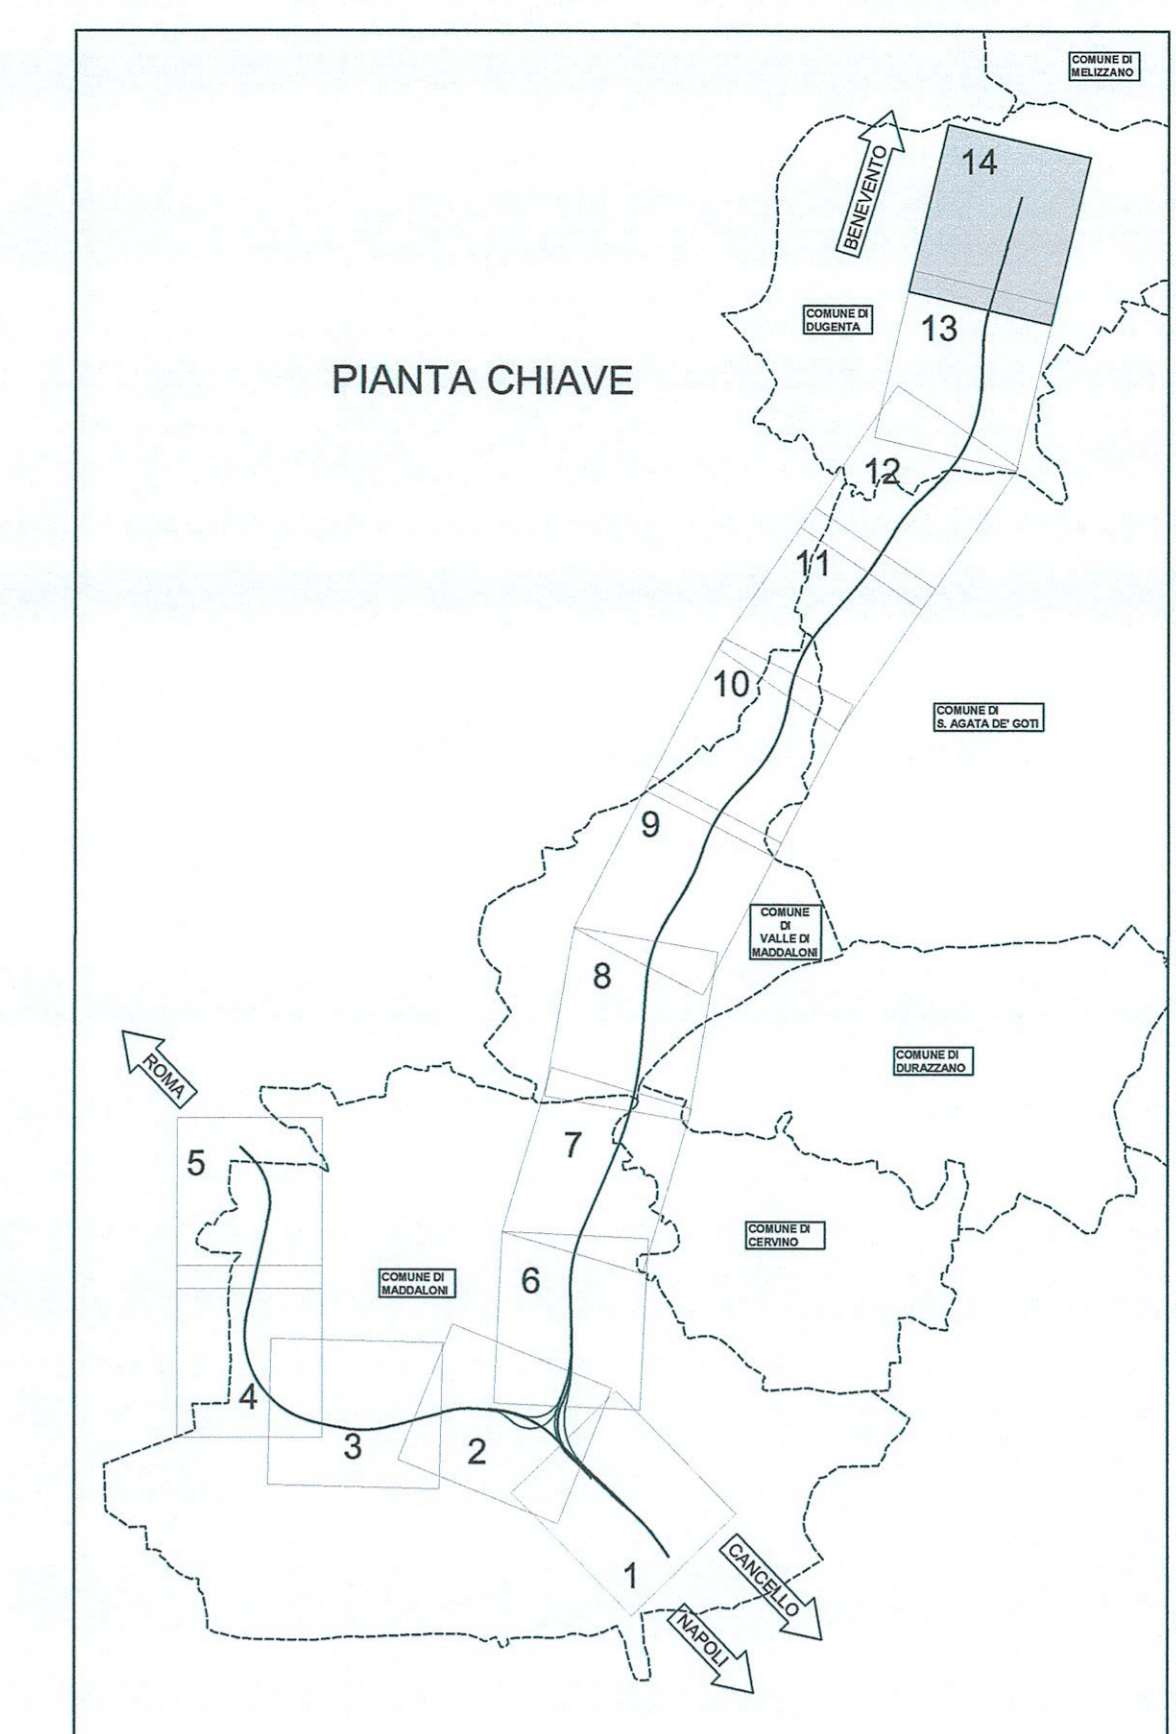 COMUNE DI
MELIZZANO
14
BENEVENTO
COMUNE DI
DUGENTA
13
PIANTA CHIAVE
12
11
10
COMUNE DI
S. AGATA DE' GOTI
9
COMUNE
DI
VALLE DI
MADDALONI
8
ROMA
COMUNE DI
DURAZZANO
7
5
COMUNE DI
CERVINO
6
COMUNE DI
MADDALONI
4
3
2
1
CANCELLO
NAPOLI